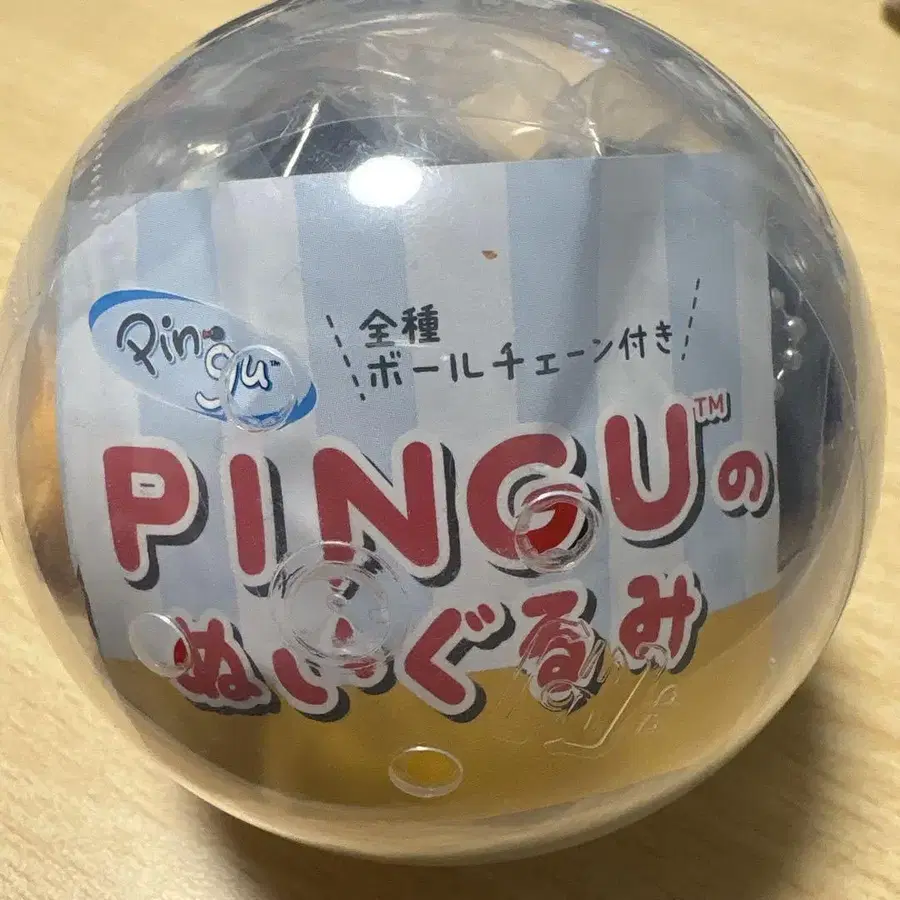 Pingu™
全種
ボールチェーン付き
PINGU™の
ぬいぐるみ